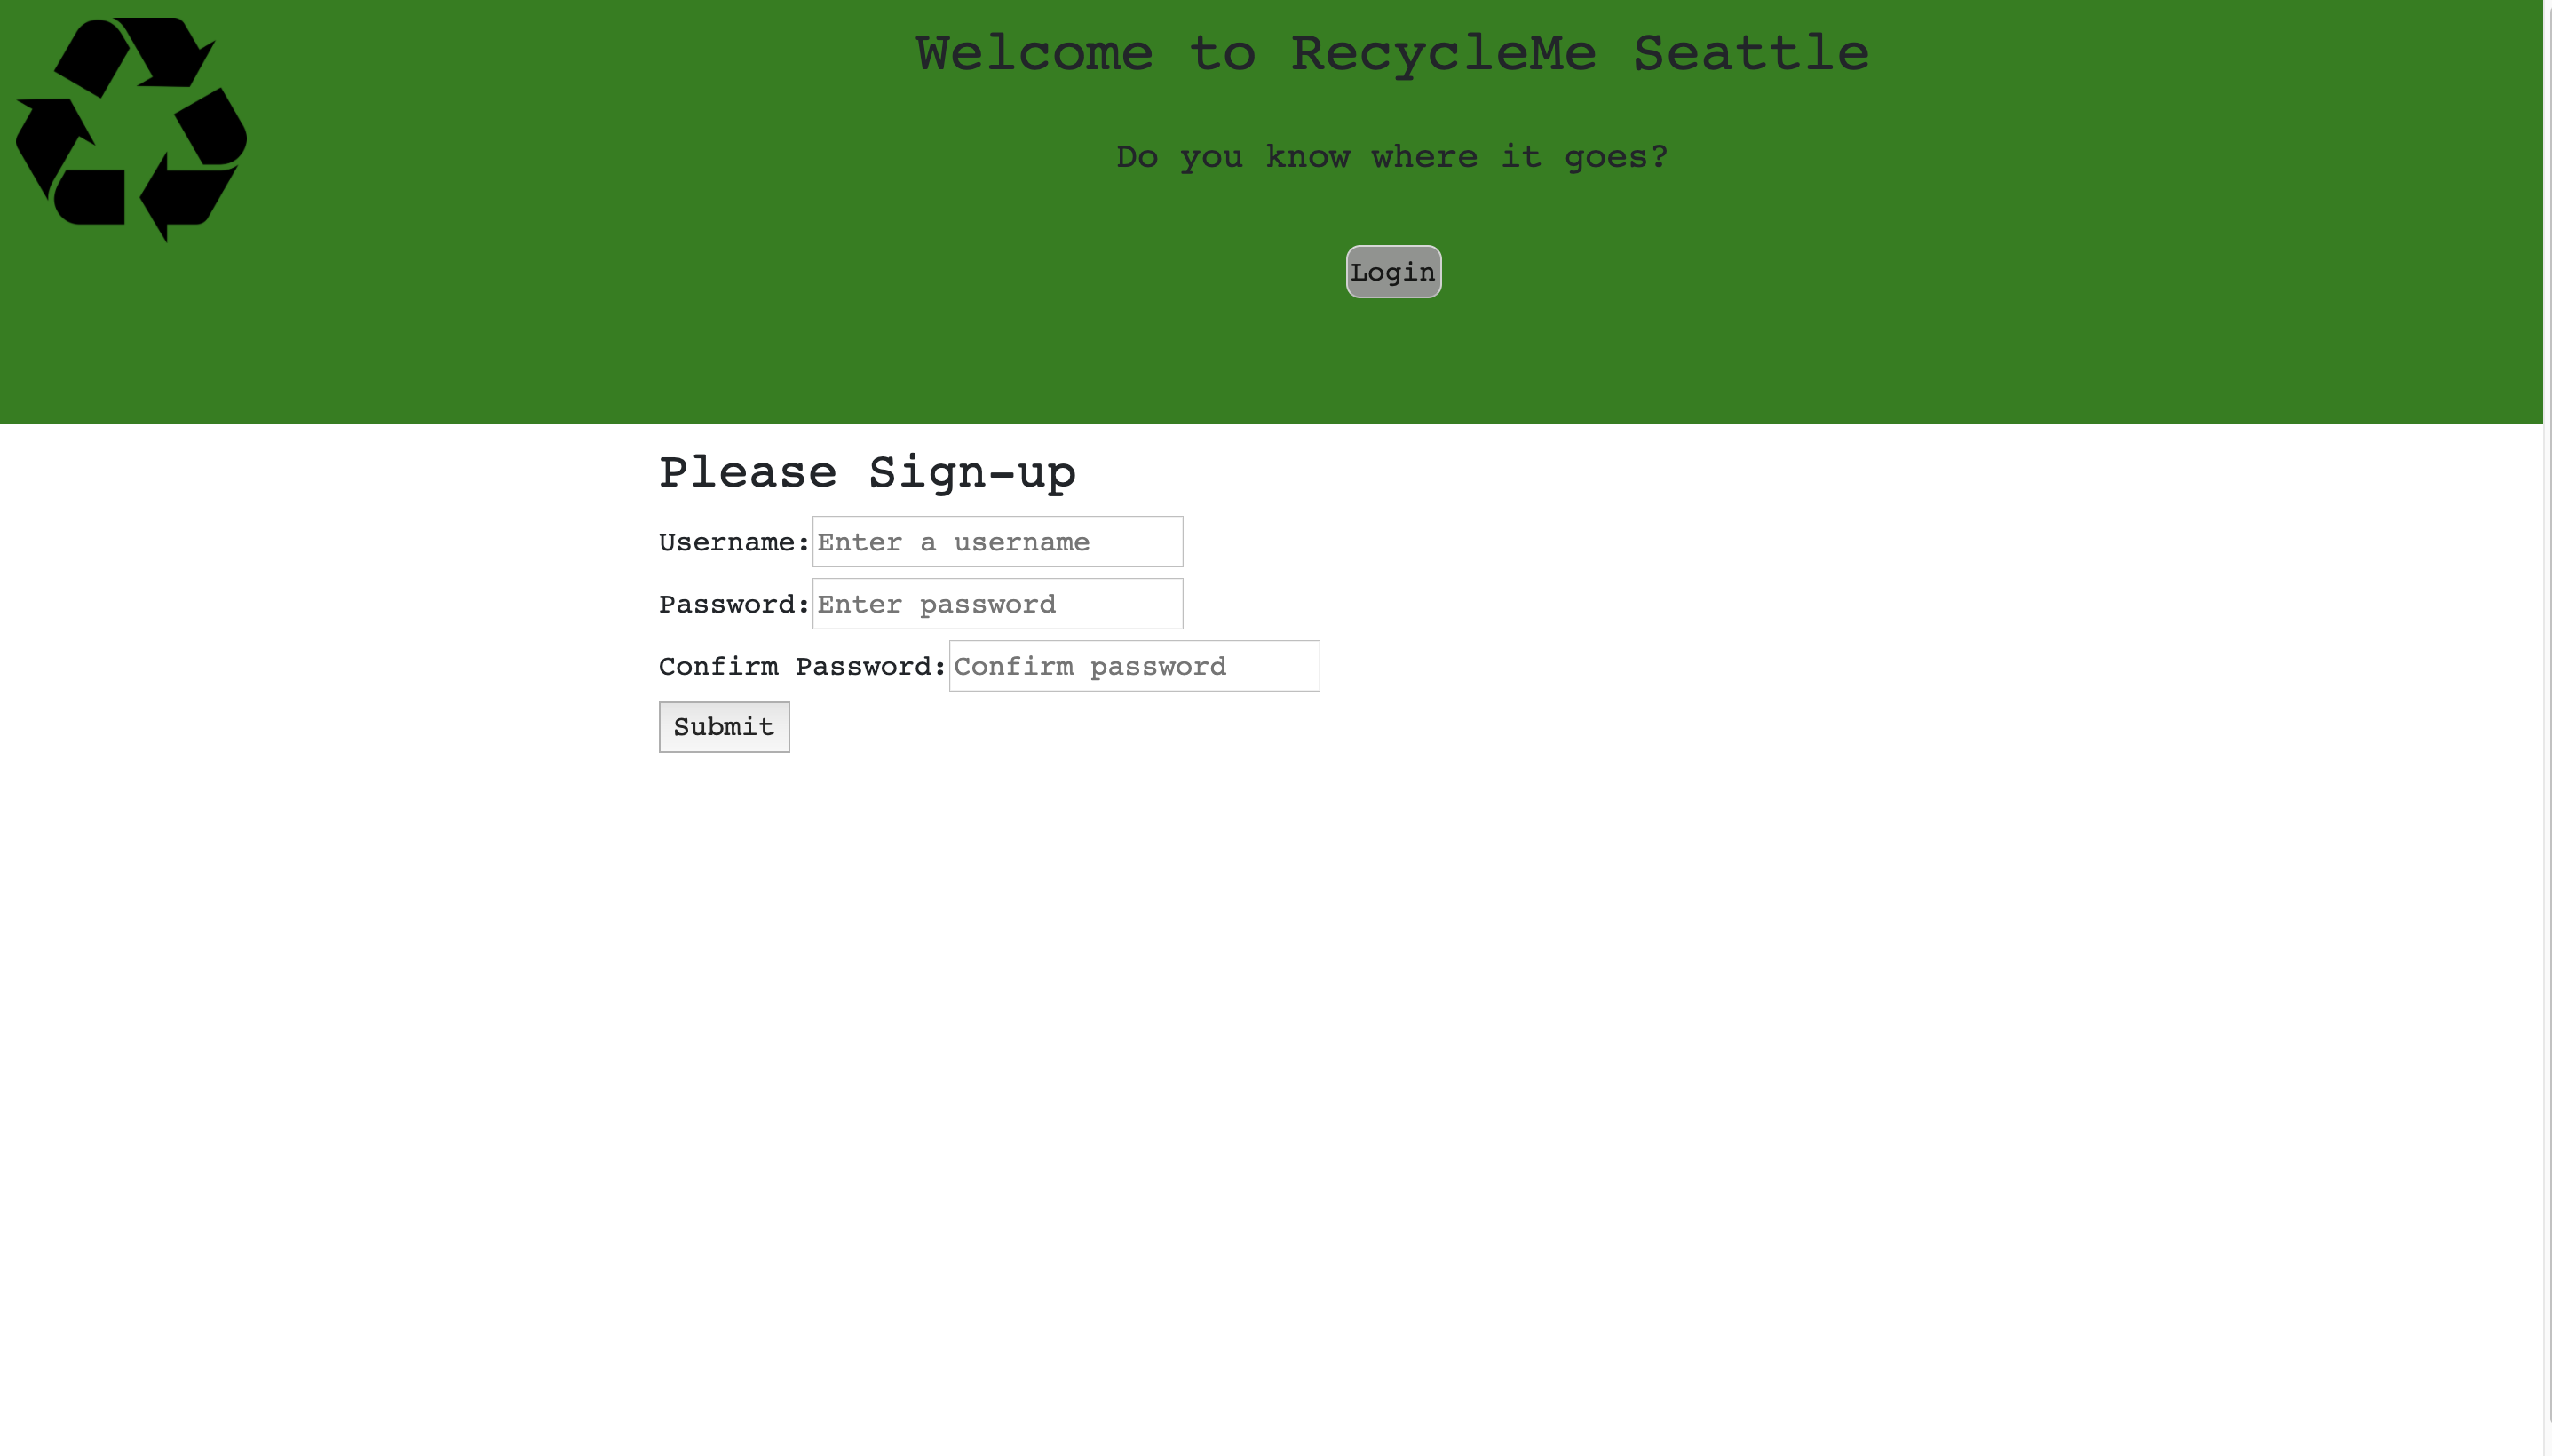 Welcome to RecycleMe Seattle
Do you know where it goes?
Login
Please Sign-up
Username: Enter a username
Password: Enter password
Confirm Password: Confirm password
Submit